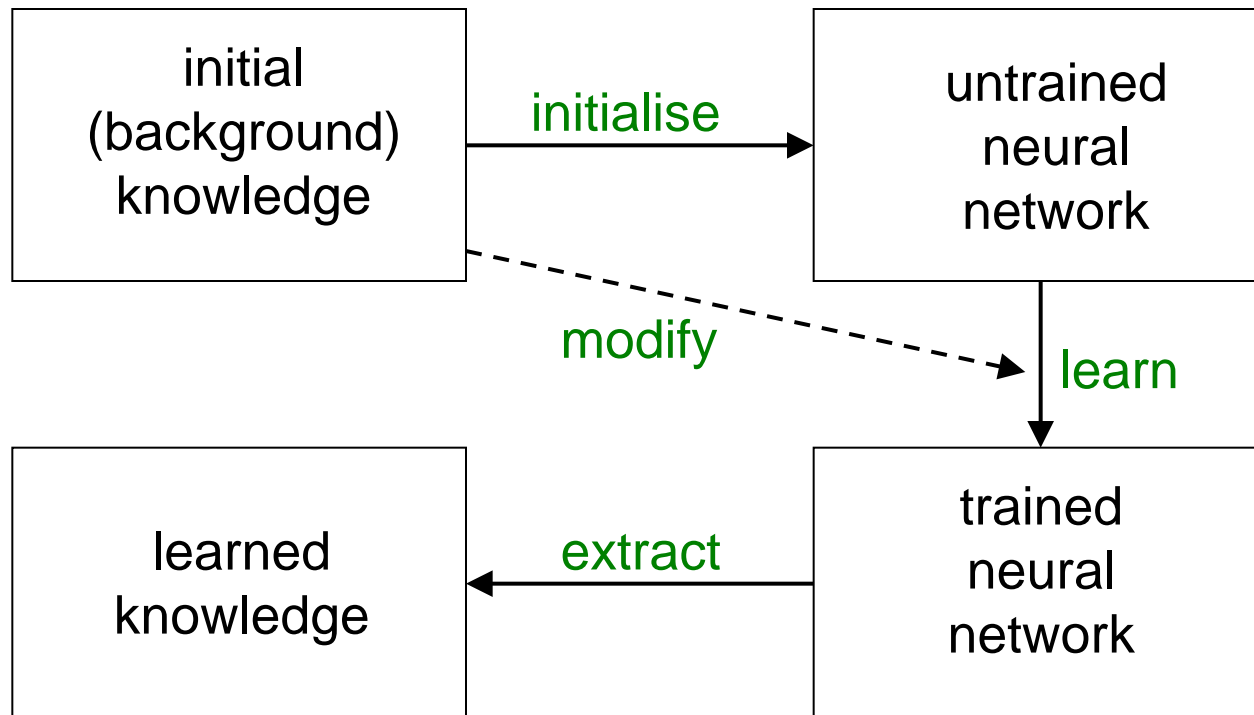 initial
(background)
knowledge
initialise
untrained
neural
network
modify
learn
learned
knowledge
extract
trained
neural
network